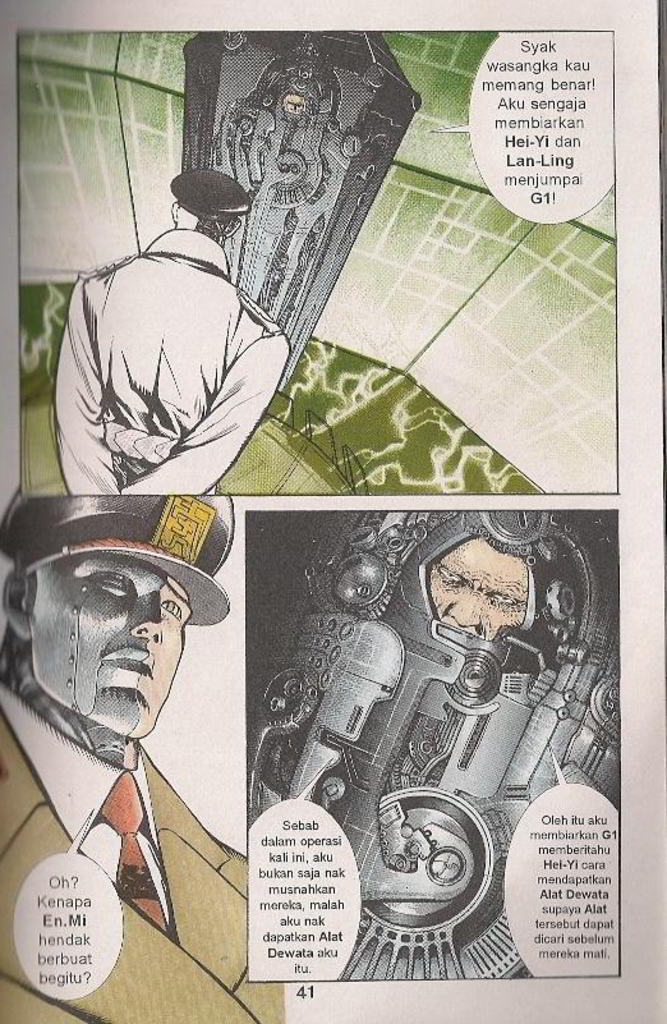 Syak
wasangka kau
memang benar!
Aku sengaja
membiarkan
Hei-Yi dan
Lan-Ling
menjumpai
G1!
Oh?
Kenapa
En.Mi
hendak
berbuat
begitu?
Sebab
dalam operasi
kali ini, aku
bukan saja nak
musnahkan
mereka, malah
aku nak
dapatkan Alat
Dewata aku
itu.
Oleh itu aku
membiarkan G1
memberitahu
Hei-Yi cara
mendapatkan
Alat Dewata
supaya Alat
tersebut dapat
dicari sebelum
mereka mati.
41